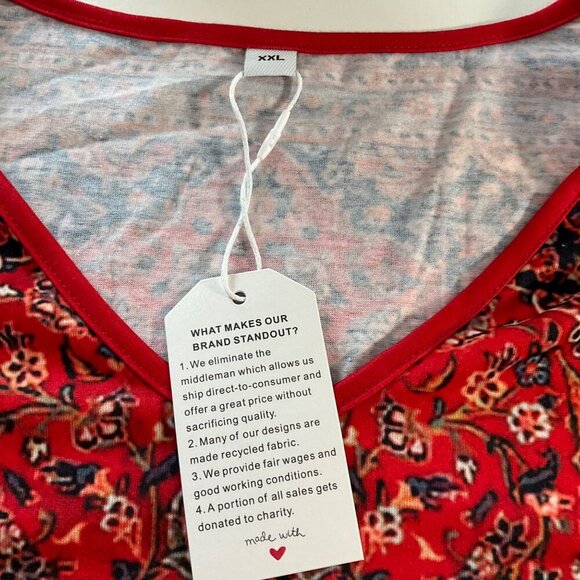 XXL
WHAT MAKES OUR
BRAND STANDOUT?
1. We eliminate the
middleman which allows us
ship direct-to-consumer and
offer a great price without
sacrificing quality.
2. Many of our designs are
made recycled fabric.
3. We provide fair wages and
good working conditions.
4. A portion of all sales gets
donated to charity.
made with